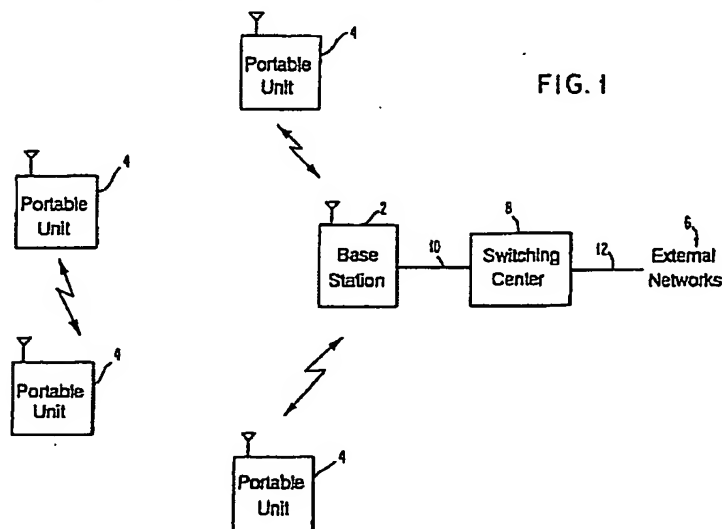 4
Portable
Unit
FIG. 1
4
Portable
Unit
2
Base
Station
10
8
Switching
Center
12
6
External
Networks
4
Portable
Unit
4
Portable
Unit